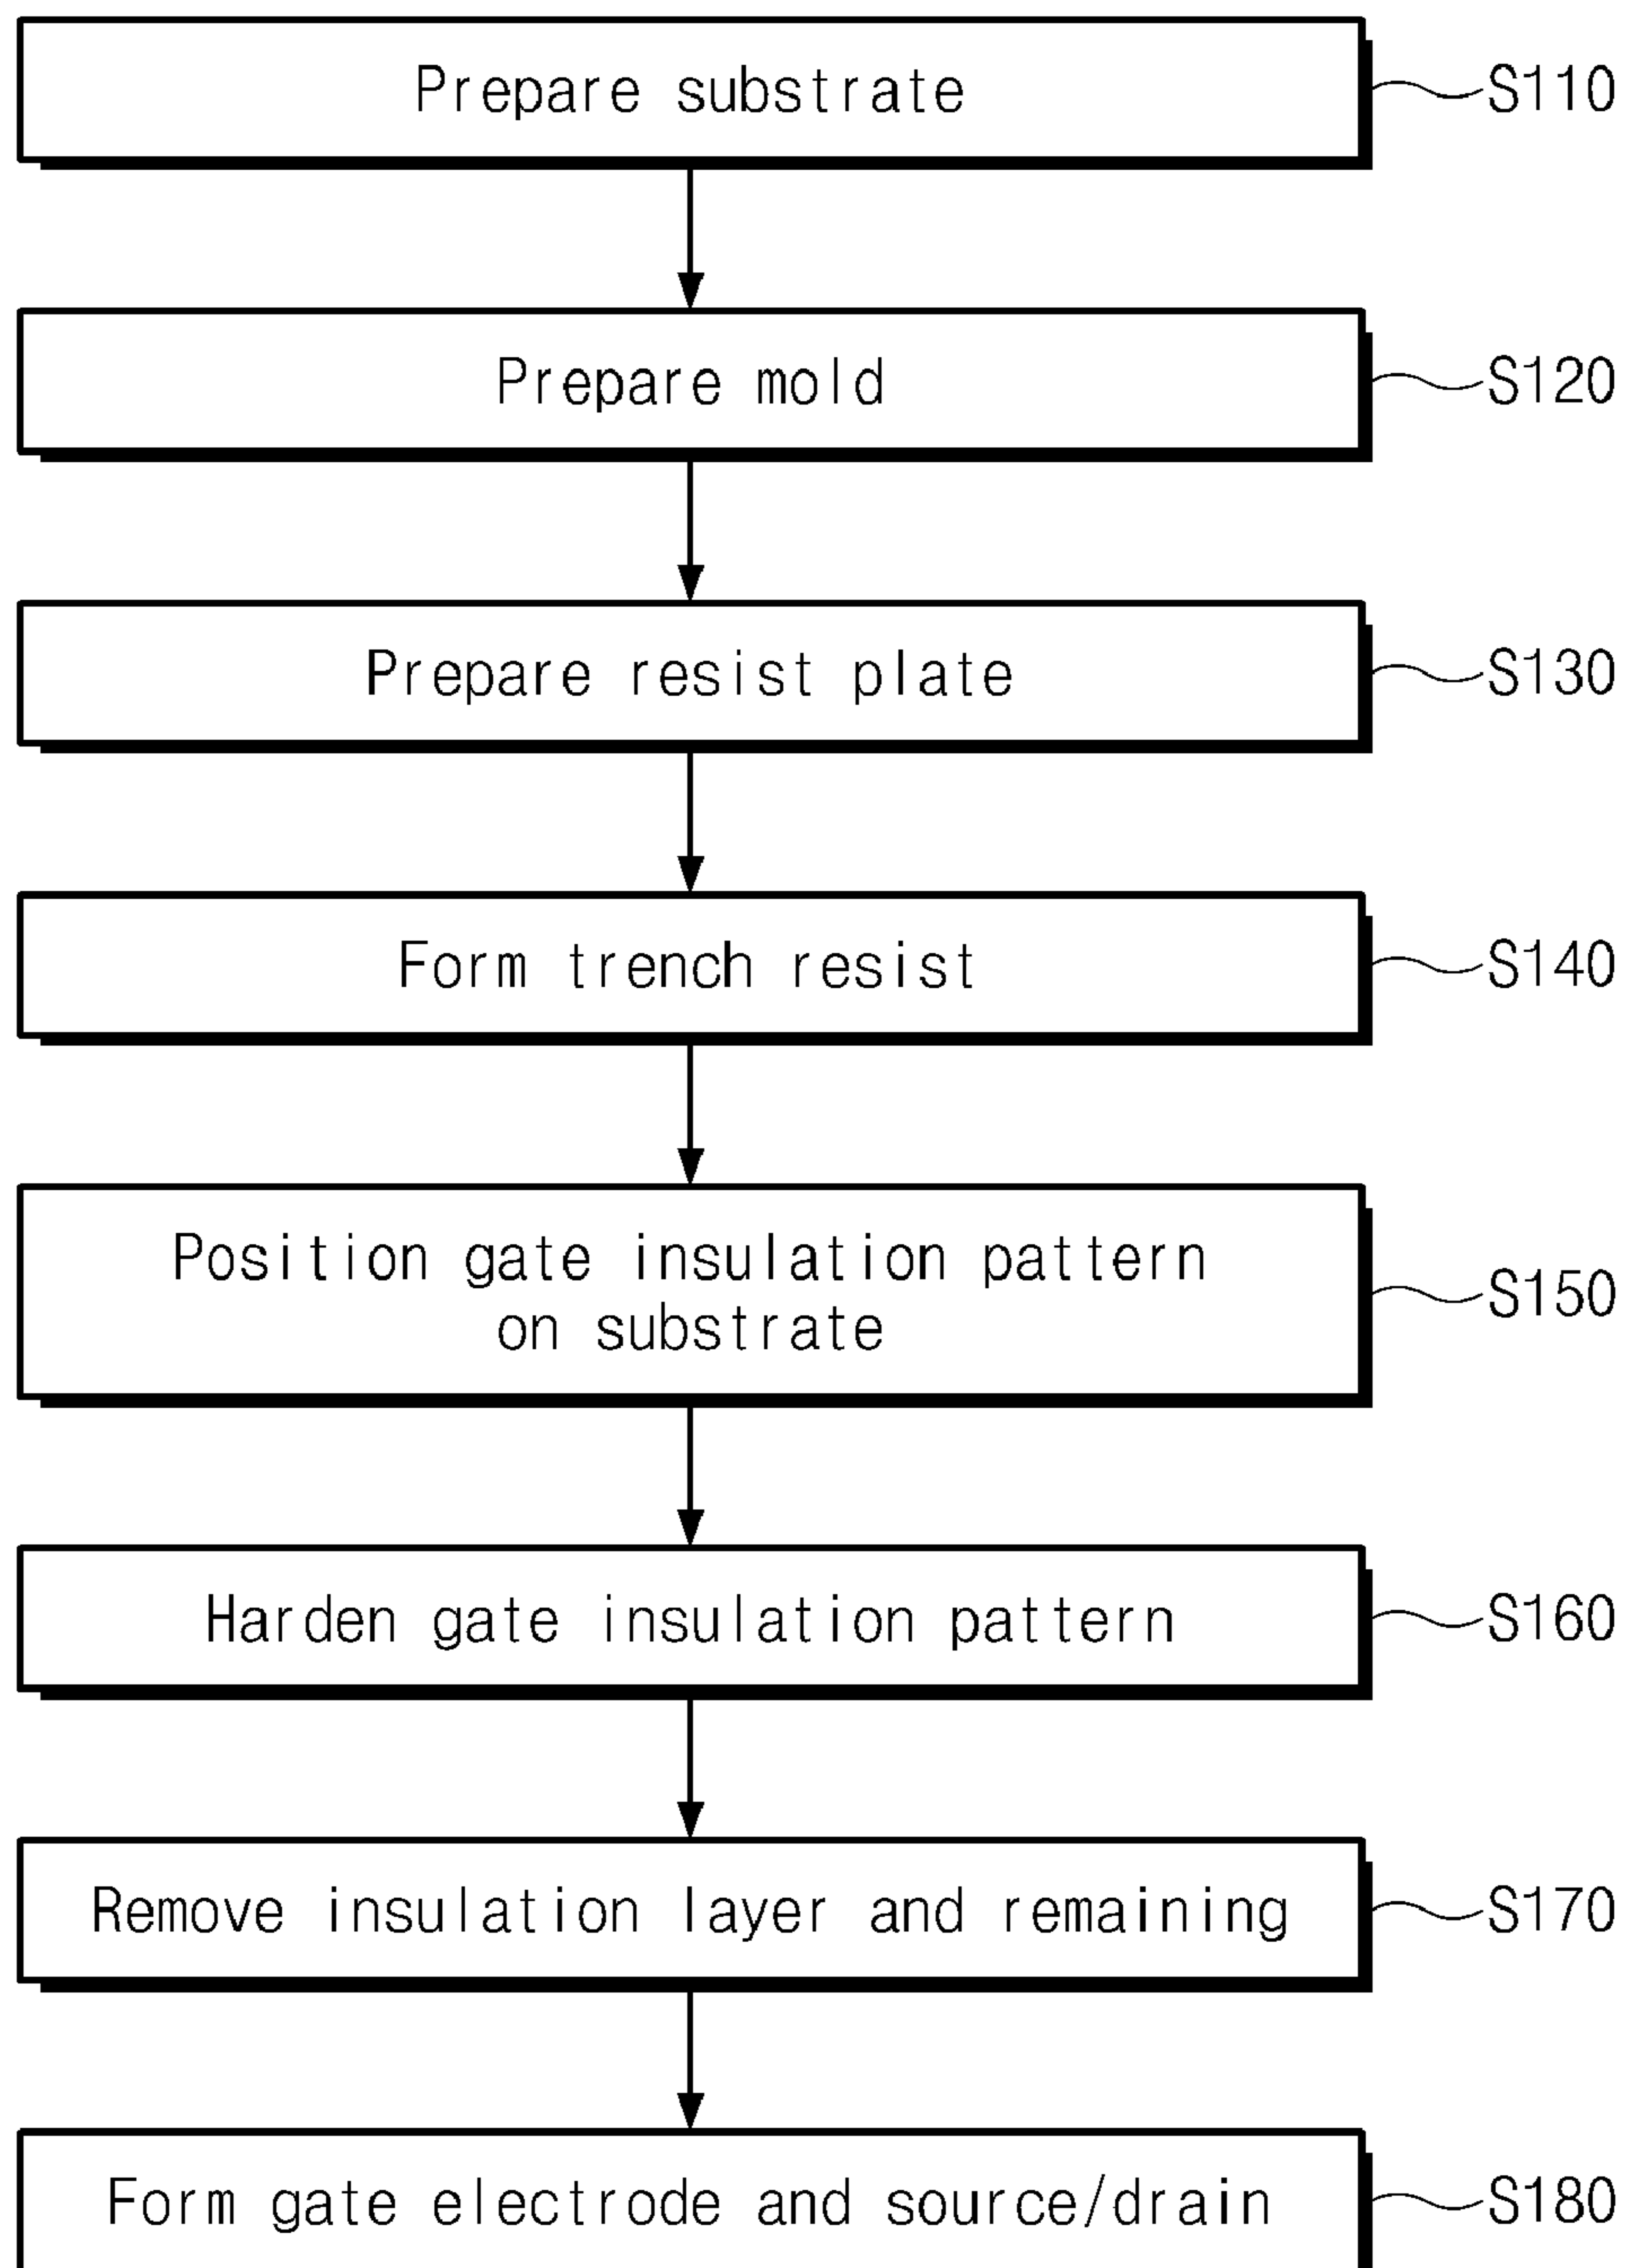 Prepare substrate
S110
Prepare mold
S120
Prepare resist plate
S130
Form trench resist
S140
Position gate insulation pattern
on substrate
S150
Harden gate insulation pattern
S160
Remove insulation layer and remaining
S170
Form gate electrode and source/drain
S180